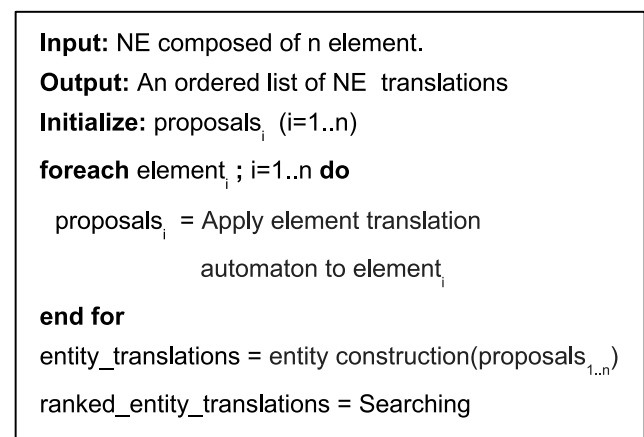 Input: NE composed of n element.
Output: An ordered list of NE translations
Initialize: proposals_i (i=1..n)
foreach element_i ; i=1..n do
proposals_i = Apply element translation
automaton to element_i
end for
entity_translations = entity construction(proposals_1..n)
ranked_entity_translations = Searching